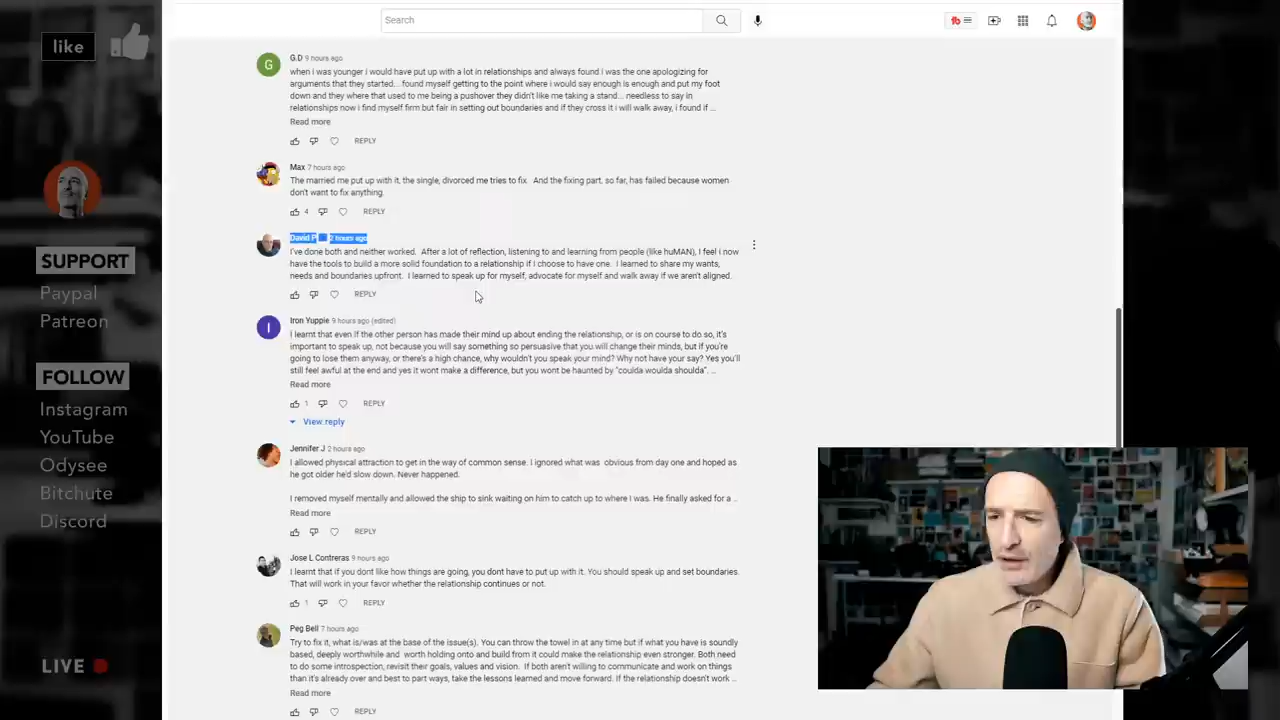 like
Search
SUPPORT
Paypal
Patreon
FOLLOW
Instagram
YouTube
Odysee
Bitchute
Discord
LIVE
G
G.D 9 hours ago
when i was younger i would have put up with a lot in relationships and always found i was the one apologizing for
arguments that they started... found myself getting to the point where i would say enough is enough and put my foot
down and they where that used to me being a pushover they didn't like me taking a stand... needless to say in
relationships now i find myself firm but fair in setting out boundaries and if they cross it i will walk away, i found if ...
Read more
REPLY
Max 7 hours ago
The married me put up with it, the single, divorced me tries to fix. And the fixing part, so far, has failed because women
don't want to fix anything.
4 REPLY
David P 2 hours ago
I've done both and neither worked. After a lot of reflection, listening to and learning from people (like huMAN), I feel i now
have the tools to build a more solid foundation to a relationship if I choose to have one. I learned to share my wants,
needs and boundaries upfront. I learned to speak up for myself, advocate for myself and walk away if we aren't aligned.
REPLY
I
Iron Yuppie 9 hours ago (edited)
I learnt that even if the other person has made their mind up about ending the relationship, or is on course to do so, it's
important to speak up, not because you will say something so persuasive that you will change their minds, but if you're
going to lose them anyway, or there's a high chance, why wouldn't you speak your mind? Why not have your say? Yes you'll
still feel awful at the end and yes it wont make a difference, but you wont be haunted by "coulda woulda shoulda". ...
Read more
1 REPLY
View reply
Jennifer J 2 hours ago
I allowed physical attraction to get in the way of common sense. I ignored what was obvious from day one and hoped as
he got older he'd slow down. Never happened.
I removed myself mentally and allowed the ship to sink waiting on him to catch up to where I was. He finally asked for a ...
Read more
REPLY
Jose L Contreras 9 hours ago
I learnt that if you dont like how things are going, you dont have to put up with it. You should speak up and set boundaries.
That will work in your favor whether the relationship continues or not.
1 REPLY
Peg Bell 7 hours ago
Try to fix it, what is/was at the base of the issue(s). You can throw the towel in at any time but if what you have is soundly
based, deeply worthwhile and worth holding onto and build from it could make the relationship even stronger. Both need
to do some introspection, revisit their goals, values and vision. If both aren't willing to communicate and work on things
than it's already over and best to part ways, take the lessons learned and move forward. If the relationship doesn't work ...
Read more
REPLY